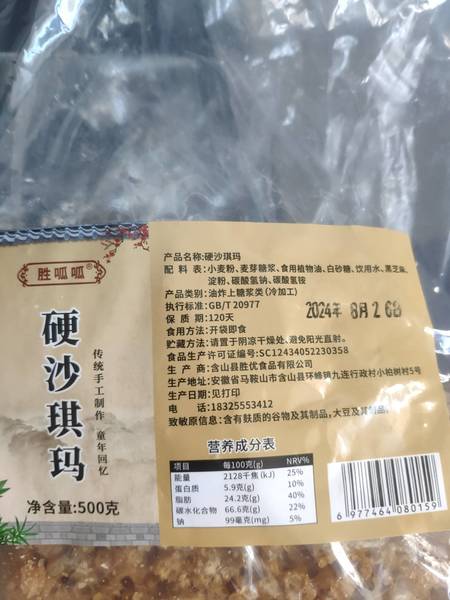 胜呱呱®
硬沙琪玛
传统手工制作 童年回忆
净含量:500克
产品名称:硬沙琪玛
配 料 表:小麦粉、麦芽糖浆、食用植物油、白砂糖、饮用水、黑芝麻、
淀粉、碳酸氢钠、碳酸氢铵
产品类别:油炸上糖浆类(冷加工)
执行标准:GB/T 20977
保 质 期:120天
2024年 8月 26日
食用方法:开袋即食
贮藏方法:请置于阴凉干燥处、避免阳光直射。
食品生产许可证编号:SC12434052230358
生 产 商:含山县胜优食品有限公司
生产地址:安徽省马鞍山市含山县环峰镇九连行政村小柏树村5号
生产日期:见打印
电 话:18325553412
致敏原信息:含有麸质的谷物及其制品,大豆及其制品。
营养成分表
项目 每100克(g) NRV%
能量 2128千焦(kJ) 25%
蛋白质 5.9克(g) 10%
脂肪 24.2克(g) 40%
碳水化合物 66.6克(g) 22%
钠 99毫克(mg) 5%
6 977464 080159